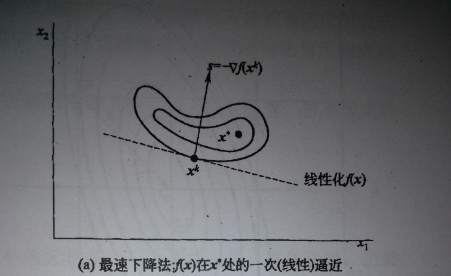 x₂
s=-∇f(xᵏ)
x*
xᵏ
线性化f(x)
x₁
(a) 最速下降法:f(x)在x*处的一次(线性)逼近